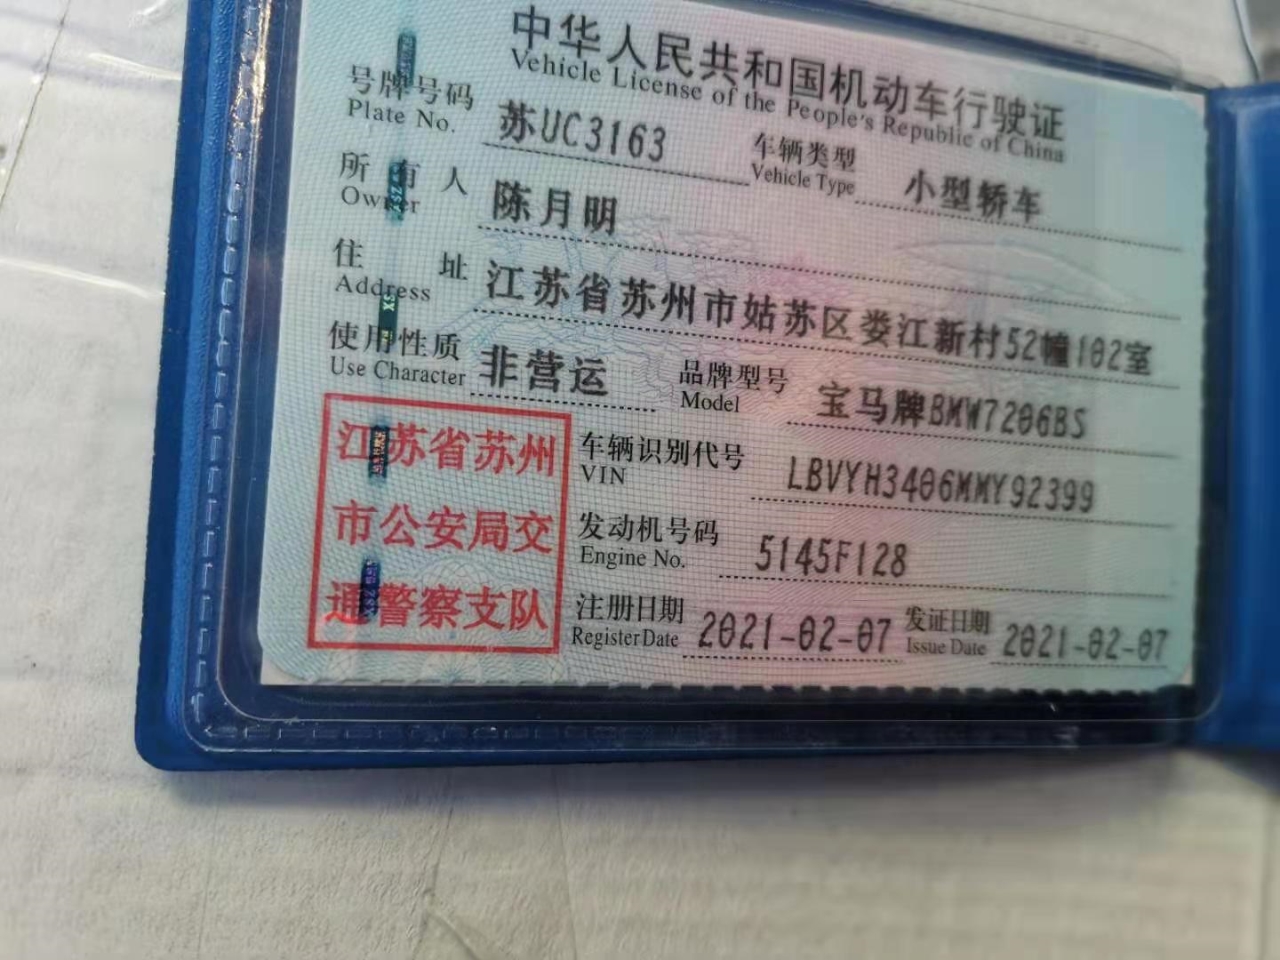 中华人民共和国机动车行驶证
Vehicle License of the People's Republic of China
号牌号码 苏UC3163 车辆类型 小型轿车
Plate No. Vehicle Type
所有人 陈月明
Owner
住址 江苏省苏州市姑苏区娄江新村52幢102室
Address
使用性质 非营运 品牌型号 宝马牌BMW7206BS
Use Character Model
江苏省苏州
市公安局交
通警察支队
车辆识别代号 LBVYH3406MMY92399
VIN
发动机号码 5145F128
Engine No.
注册日期 2021-02-07 发证日期 2021-02-07
Register Date Issue Date